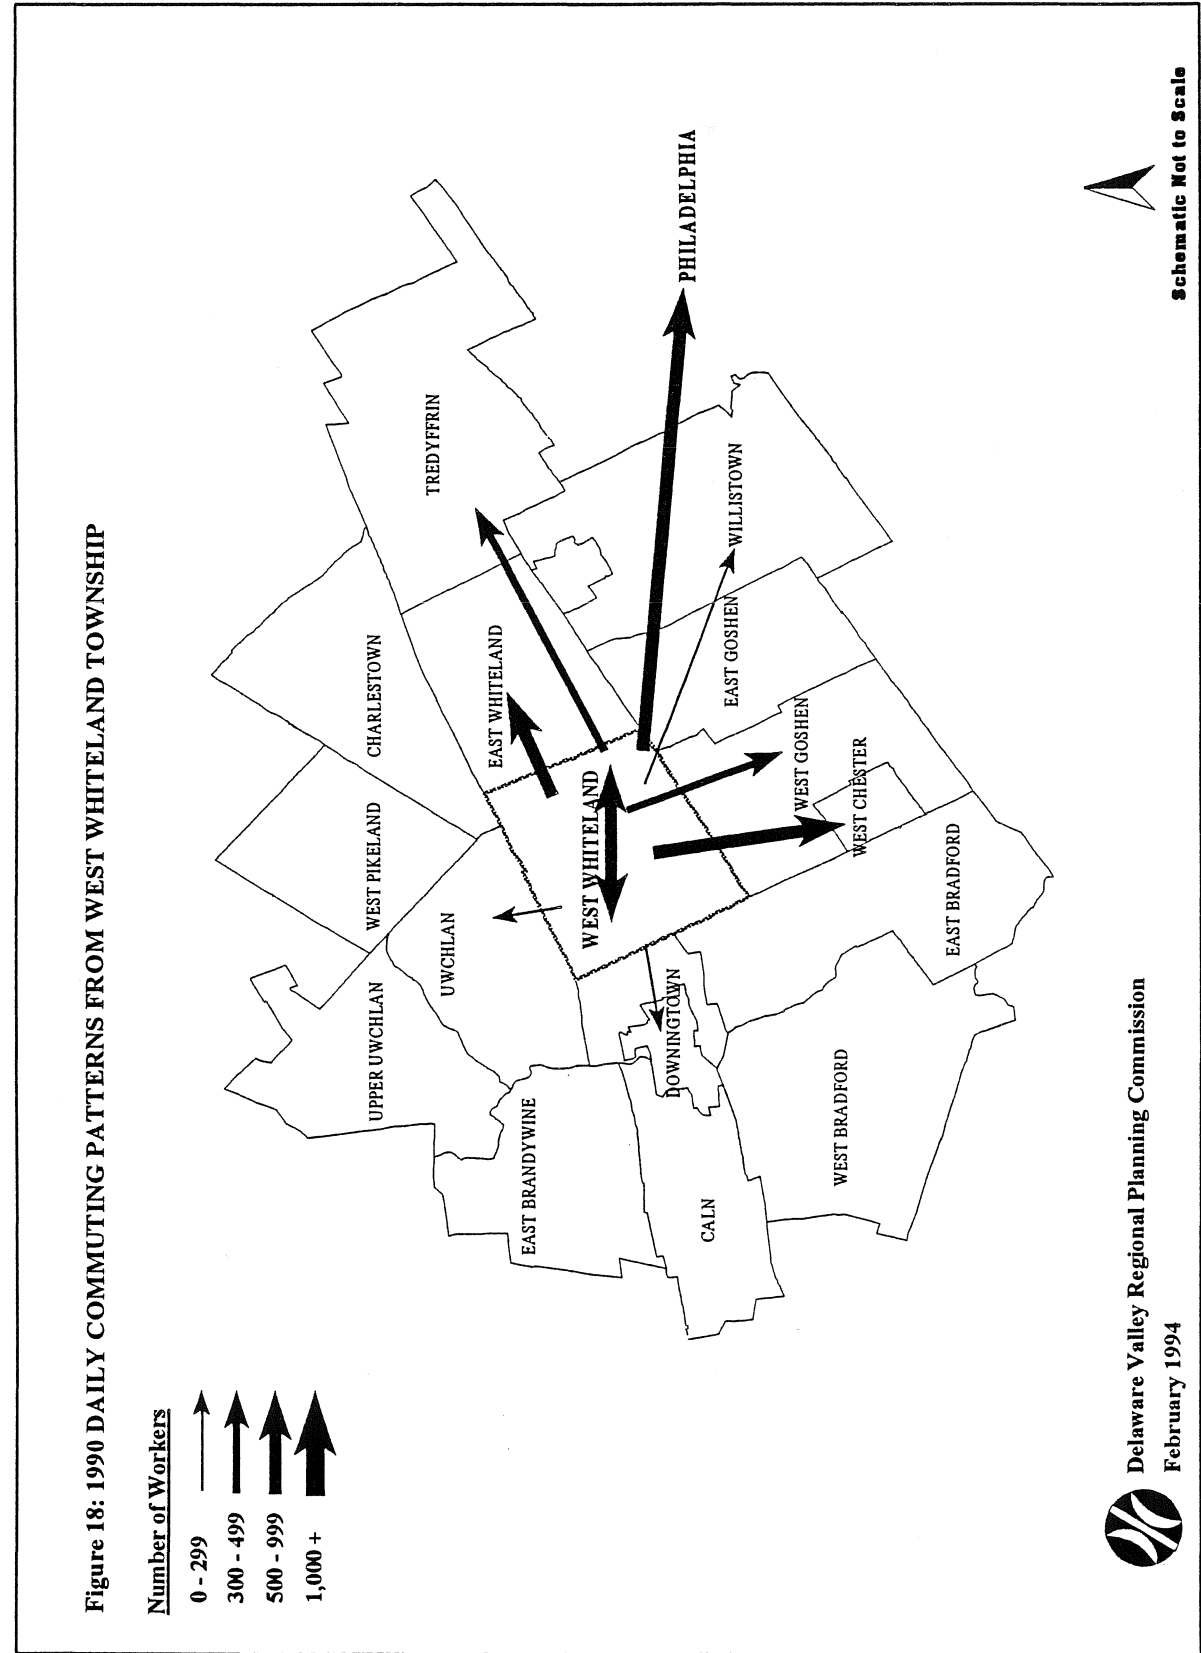 Figure 18: 1990 DAILY COMMUTING PATTERNS FROM WEST WHITELAND TOWNSHIP
Number of Workers
0 - 299
300 - 499
500 - 999
1,000 +
UPPER UWCHLAN
WEST PIKELAND
CHARLESTOWN
TREDYFFRIN
UWCHLAN
EAST WHITELAND
EAST BRANDYWINE
WEST WHITELAND
DOWNINGTOWN
PHILADELPHIA
CALN
EAST GOSHEN
WILLISTOWN
WEST GOSHEN
WEST BRADFORD
WEST CHESTER
EAST BRADFORD
Delaware Valley Regional Planning Commission
February 1994
Schematic Not to Scale